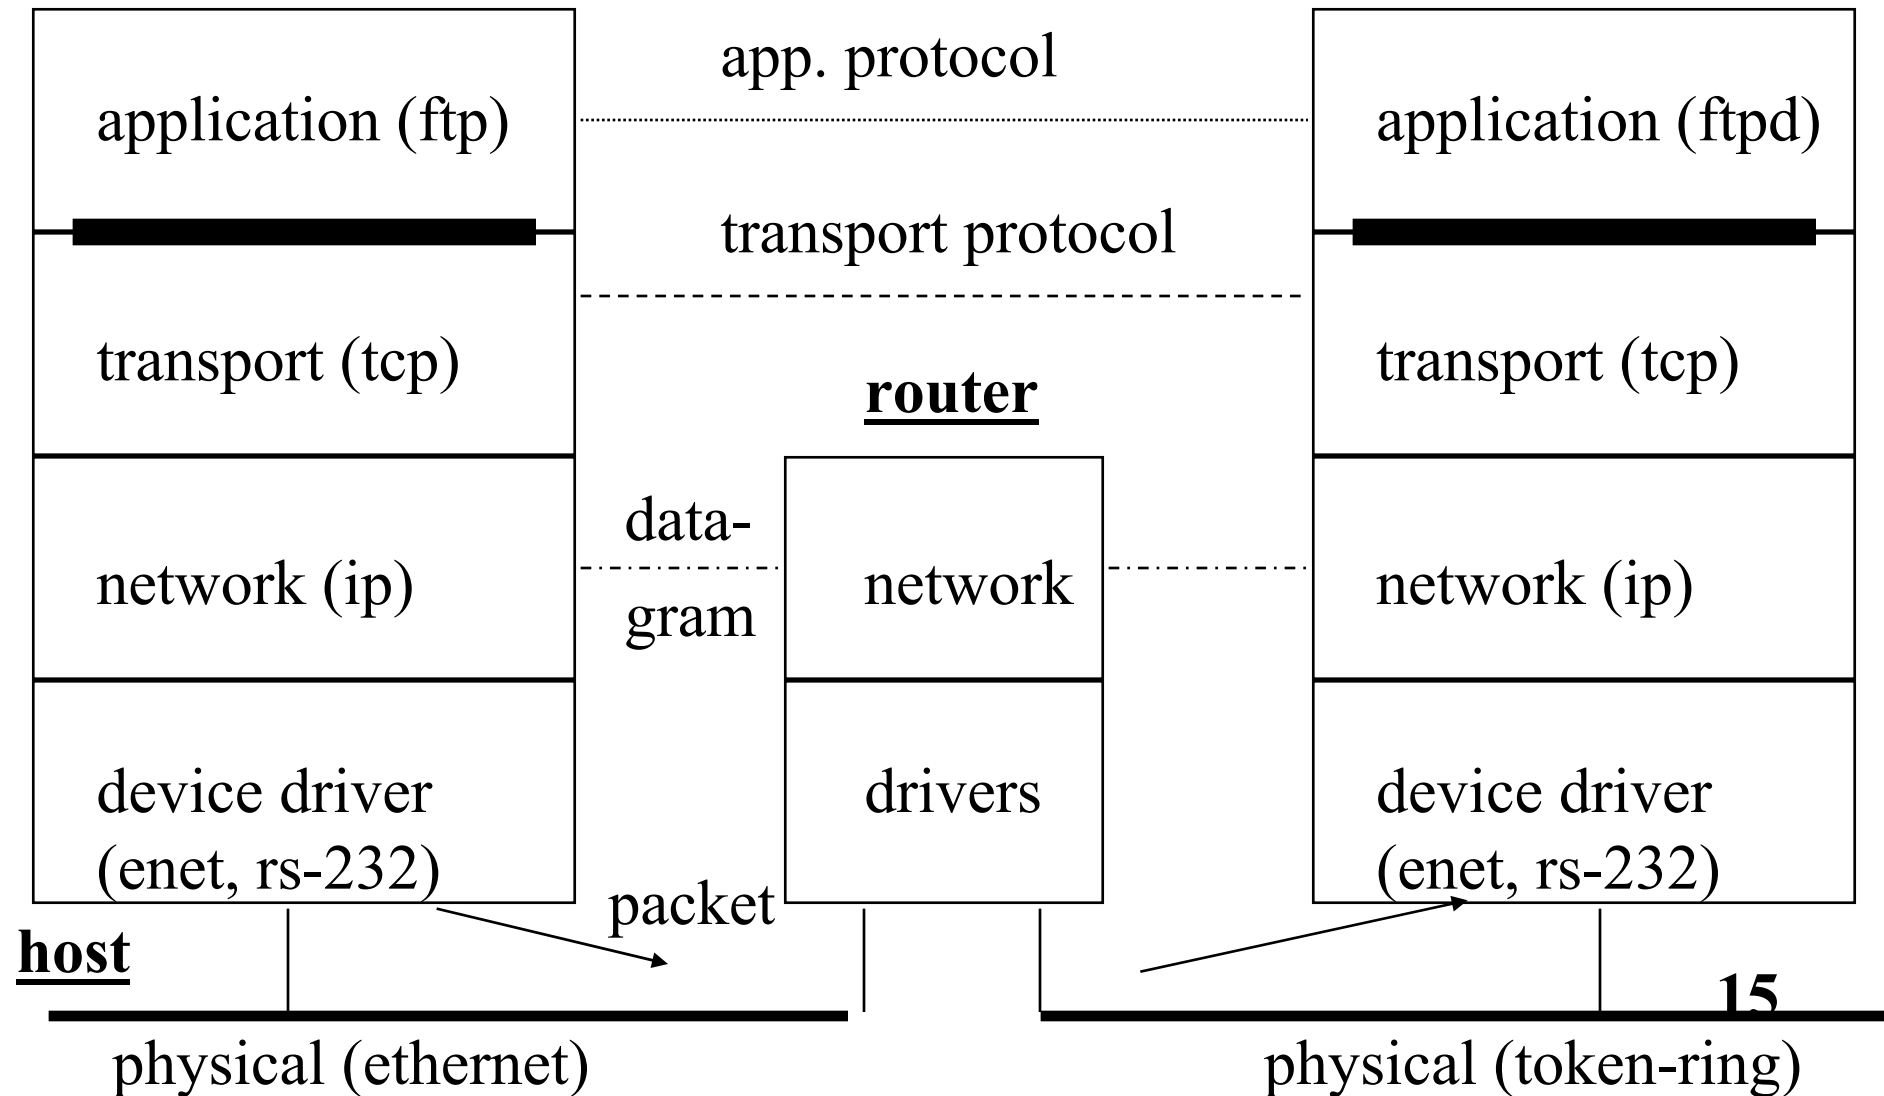 app. protocol
application (ftp)
application (ftpd)
transport protocol
transport (tcp)
router
transport (tcp)
data-
network (ip)
network
network (ip)
gram
device driver
(enet, rs-232)
drivers
device driver
(enet, rs-232)
packet
host
15
physical (ethernet)
physical (token-ring)